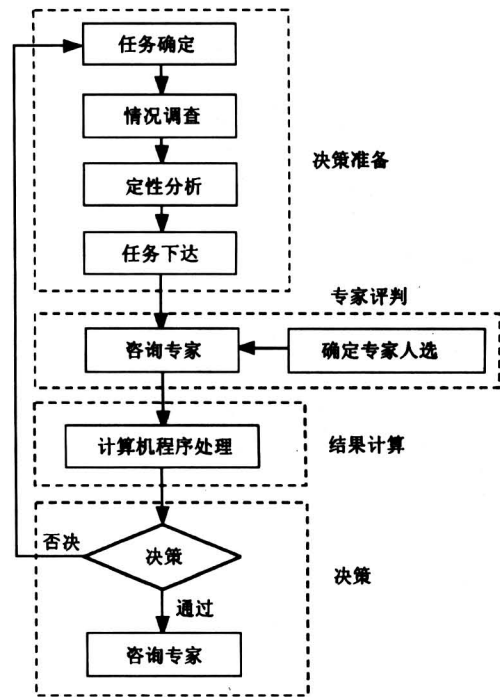 任务确定
情况调查
定性分析
决策准备
任务下达
专家评判
咨询专家
确定专家人选
计算机程序处理
结果计算
否决
决策
决策
通过
咨询专家